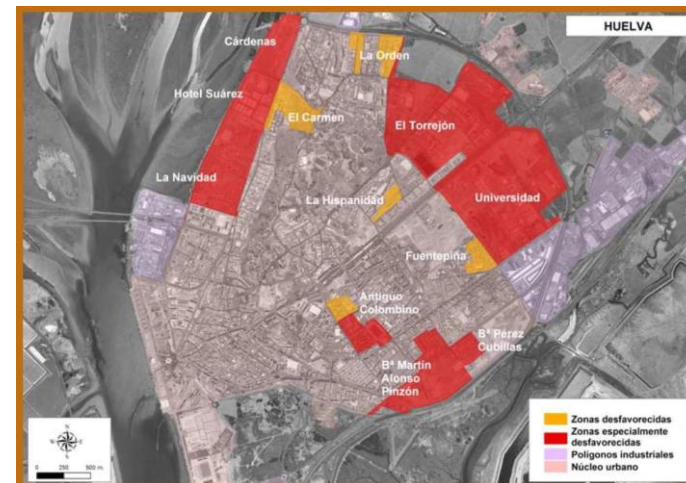 HUELVA
Cárdenas
La Orden
Hotel Suárez
El Carmen
El Torrejón
La Navidad
La Hispanidad
Universidad
Fuentepiña
Antiguo
Colombino
Bª Pérez
Cubillas
Bª Martín
Alonso
Pinzón
Zonas desfavorecidas
Zonas especialmente
desfavorecidas
Polígonos industriales
Núcleo urbano
N
W E
S
0 250 500 m.